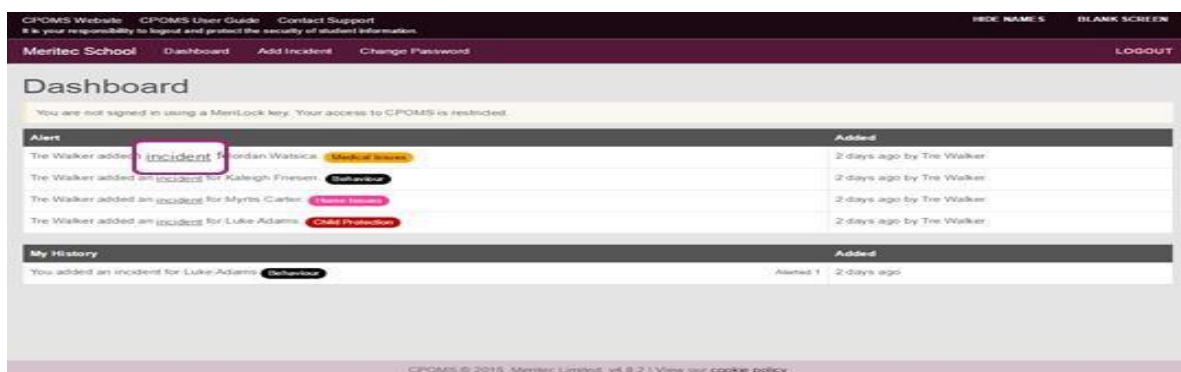 CPOMS Website CPOMS User Guide Contact Support HIDE NAMES BLANK SCREEN
It is your responsibility to logout and protect the security of student information.
Meritec School Dashboard Add Incident Change Password LOGOUT
Dashboard
You are not signed in using a MeriLock key. Your access to CPOMS is restricted.
Alert Added
Tre Walker added incident Jordan Watsica. Medical Issues 2 days ago by Tre Walker
Tre Walker added an incident for Kaleigh Friesen. Behaviour 2 days ago by Tre Walker
Tre Walker added an incident for Myrtis Carter. Home Issues 2 days ago by Tre Walker
Tre Walker added an incident for Luke Adams. Child Protection 2 days ago by Tre Walker
My History Added
You added an incident for Luke Adams Behaviour Alerted 1 2 days ago
CPOMS © 2015 Meritec Limited. v4.8.2 | View our cookie policy